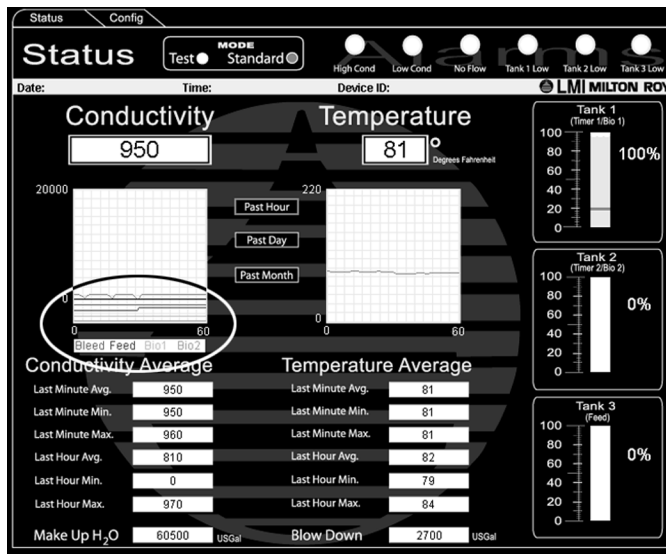 Status Config
Status
MODE
Test Standard
Alarms
High Cond Low Cond No Flow Tank 1 Low Tank 2 Low Tank 3 Low
Date: Time: Device ID: LMI MILTON ROY
Conductivity Temperature
950 81 Degrees Fahrenheit
20000 220
Past Hour
Past Day
Past Month
0 0
0 60 0 60
Bleed Feed Bio1 Bio2
Conductivity Average Temperature Average
Last Minute Avg. 950 Last Minute Avg. 81
Last Minute Min. 950 Last Minute Min. 81
Last Minute Max. 960 Last Minute Max. 81
Last Hour Avg. 810 Last Hour Avg. 82
Last Hour Min. 0 Last Hour Min. 79
Last Hour Max. 970 Last Hour Max. 84
Make Up H₂O 60500 USGal Blow Down 2700 USGal
Tank 1
(Timer 1/Bio 1)
100
80 100%
60
40
20
0
Tank 2
(Timer 2/Bio 2)
100
80 0%
60
40
20
0
Tank 3
(Feed)
100
80 0%
60
40
20
0